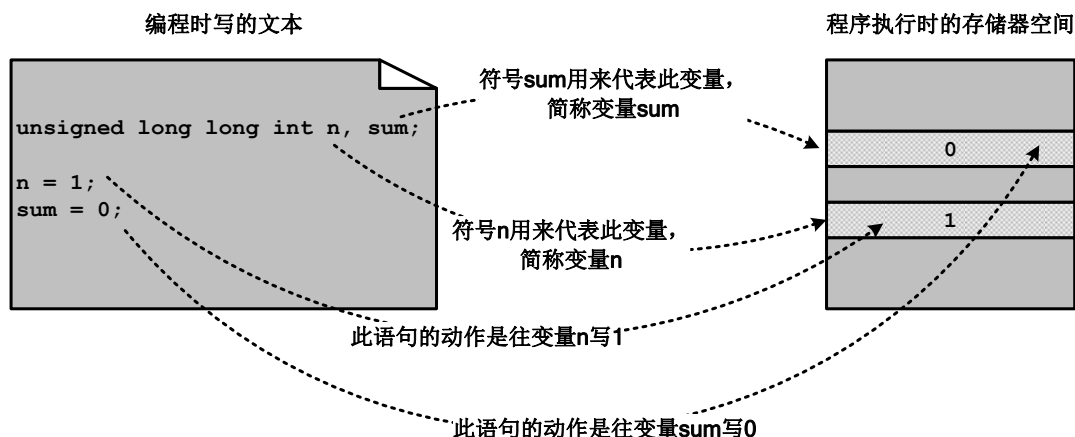 编程时写的文本
程序执行时的存储器空间
符号sum用来代表此变量，
简称变量sum
unsigned long long int n, sum;
0
n = 1;
sum = 0;
1
符号n用来代表此变量，
简称变量n
此语句的动作是往变量n写1
此语句的动作是往变量sum写0